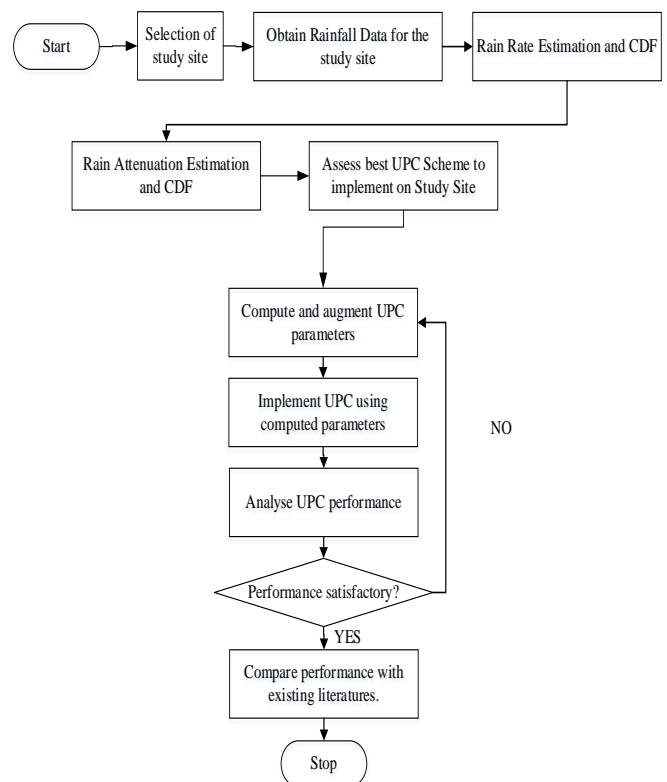 Start
Selection of
study site
Obtain Rainfall Data for the
study site
Rain Rate Estimation and CDF
Rain Attenuation Estimation
and CDF
Assess best UPC Scheme to
implement on Study Site
Compute and augment UPC
parameters
Implement UPC using
computed parameters
NO
Analyse UPC performance
Performance satisfactory?
YES
Compare performance with
existing literatures.
Stop